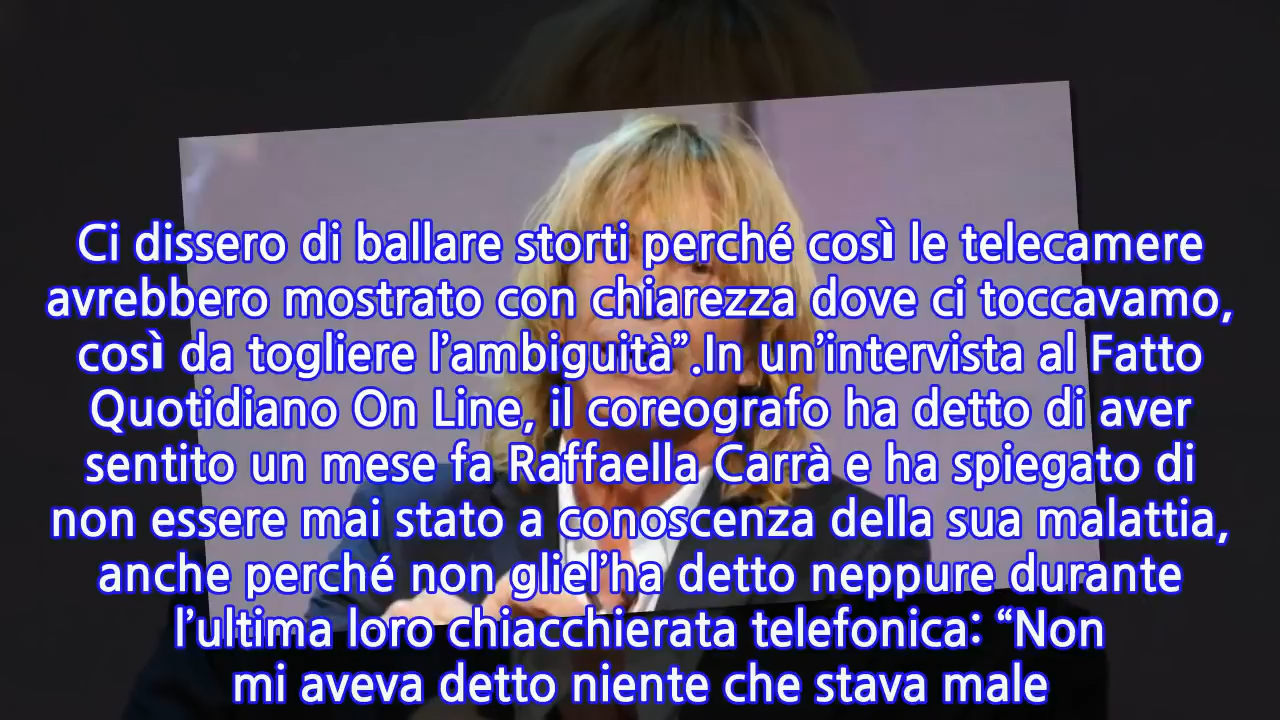 Ci dissero di ballare storti perché così le telecamere
avrebbero mostrato con chiarezza dove ci toccavamo,
così da togliere l’ambiguità”.In un’intervista al Fatto
Quotidiano On Line, il coreografo ha detto di aver
sentito un mese fa Raffaella Carrà e ha spiegato di
non essere mai stato a conoscenza della sua malattia,
anche perché non gliel’ha detto neppure durante
l’ultima loro chiacchierata telefonica: “Non
mi aveva detto niente che stava male